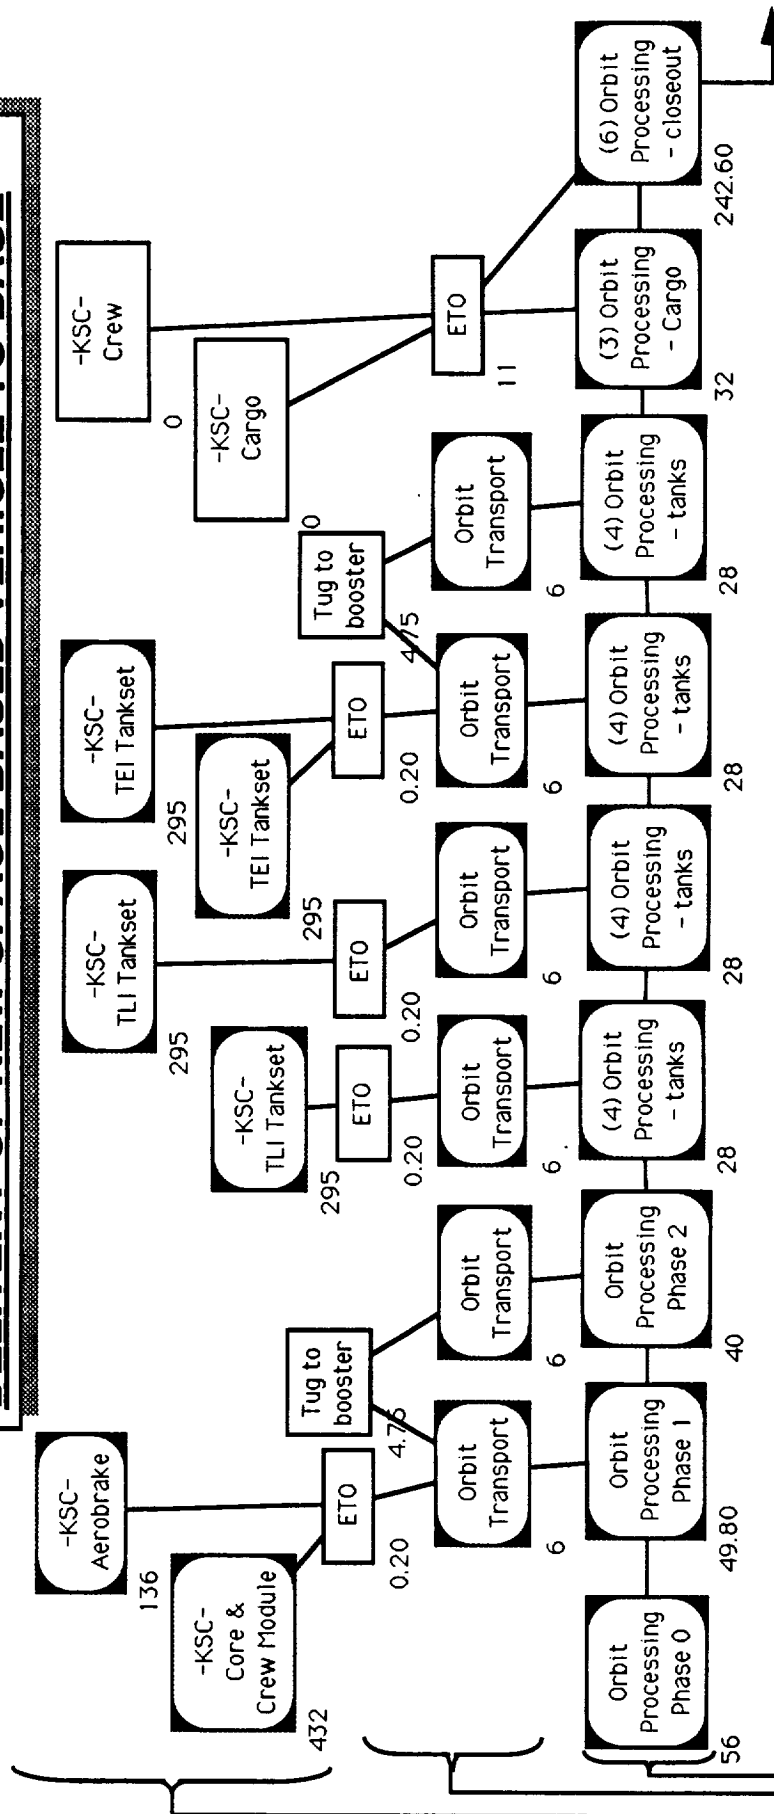 -KSC-
Aerobrake
136
-KSC-
TLI Tankset
295
-KSC-
TEI Tankset
295
-KSC-
Crew
0
-KSC-
Core &
Crew Module
432
-KSC-
TLI Tankset
295
-KSC-
TEI Tankset
295
-KSC-
Cargo
0
Tug to
booster
4.75
Tug to
booster
4.75
ETO
0.20
ETO
0.20
ETO
0.20
ETO
0.20
ETO
11
Orbit
Transport
6
Orbit
Transport
6
Orbit
Transport
6
Orbit
Transport
6
Orbit
Transport
6
Orbit
Transport
6
Orbit
Processing
Phase 0
56
Orbit
Processing
Phase 1
49.80
Orbit
Processing
Phase 2
40
(4) Orbit
Processing
- tanks
28
(4) Orbit
Processing
- tanks
28
(4) Orbit
Processing
- tanks
28
(4) Orbit
Processing
- tanks
28
(3) Orbit
Processing
- Cargo
32
(6) Orbit
Processing
- closeout
242.60